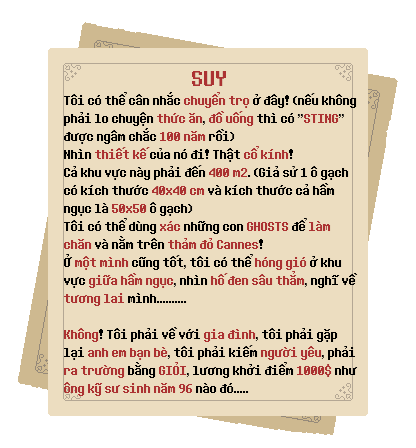 SUY
Tôi có thể cân nhắc chuyển trọ ở đây! (nếu không
phải lo chuyện thức ăn, đồ uống thì có "STING"
được ngâm chắc 100 năm rồi)
Nhìn thiết kế của nó đi! Thật cổ kính!
Cả khu vực này phải đến 400 m2. (Giả sử 1 ô gạch
có kích thước 40x40 cm và kích thước cả hầm
ngục là 50x50 ô gạch)
Tôi có thể dùng xác những con GHOSTS để làm
chăn và nằm trên thảm đỏ Cannes!
Ở một mình cũng tốt, tôi có thể hóng gió ở khu
vực giữa hầm ngục, nhìn hố đen sâu thẳm, nghĩ về
tương lai mình..........
Không! Tôi phải về với gia đình, tôi phải gặp
lại anh em bạn bè, tôi phải kiếm người yêu, phải
ra trường bằng GIỎI, lương khởi điểm 1000$ như
ông kỹ sư sinh năm 96 nào đó.....